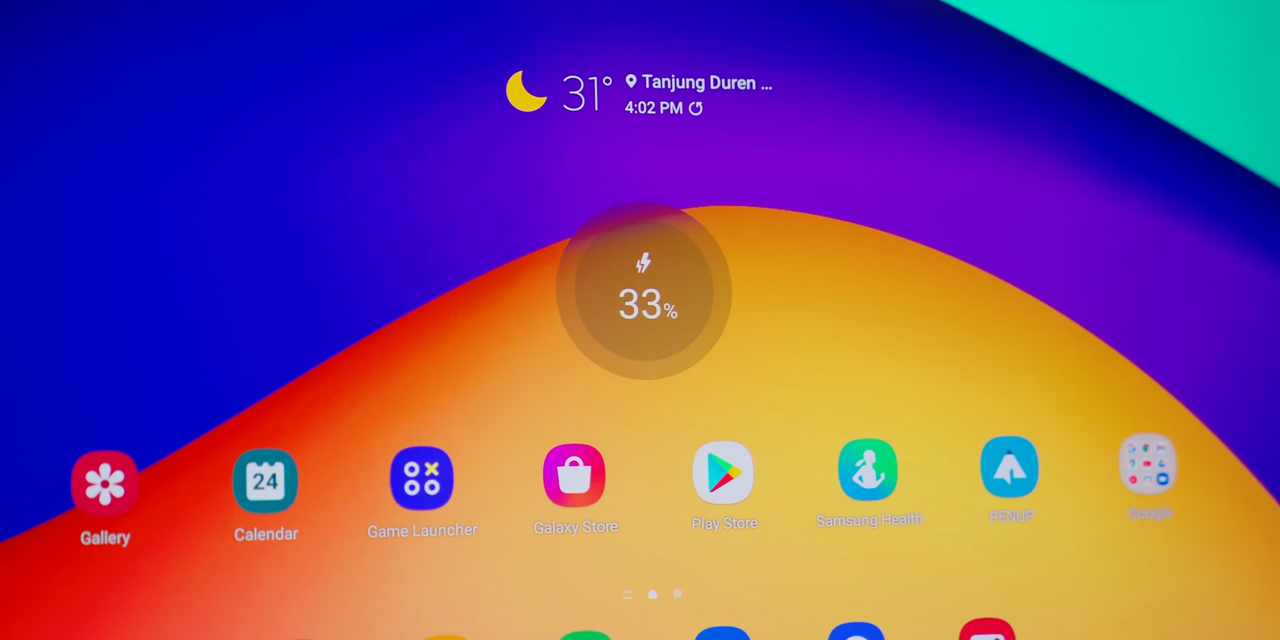 31°
Tanjung Duren ...
4:02 PM
33%
Gallery
24
Calendar
Game Launcher
Galaxy Store
Play Store
Samsung Health
PENUP
Google